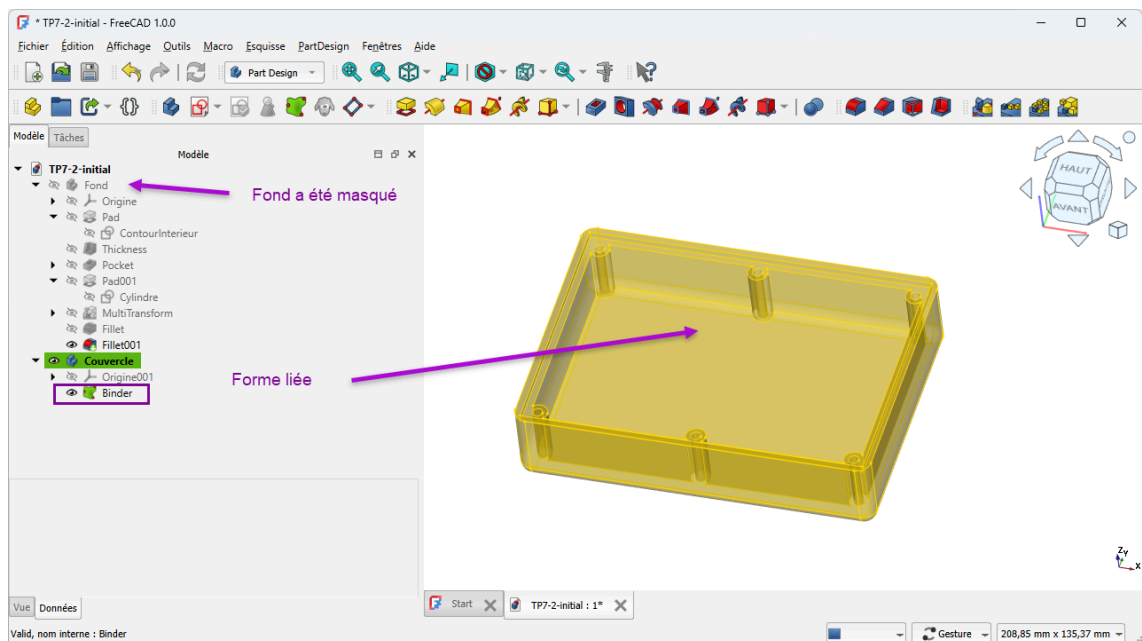 * TP7-2-initial - FreeCAD 1.0.0
Fichier Édition Affichage Outils Macro Esquisse PartDesign Fenêtres Aide
Part Design
Modèle Tâches
Modèle
TP7-2-initial
Fond
Fond a été masqué
Origine
Pad
ContourInterieur
Thickness
Pocket
Pad001
Cylindre
MultiTransform
Fillet
Fillet001
Couvercle
Origine001
Forme liée
Binder
HAUT
AVANT
Z
Y
X
Vue Données
Start
TP7-2-initial : 1*
Valid, nom interne : Binder
Gesture
208,85 mm x 135,37 mm